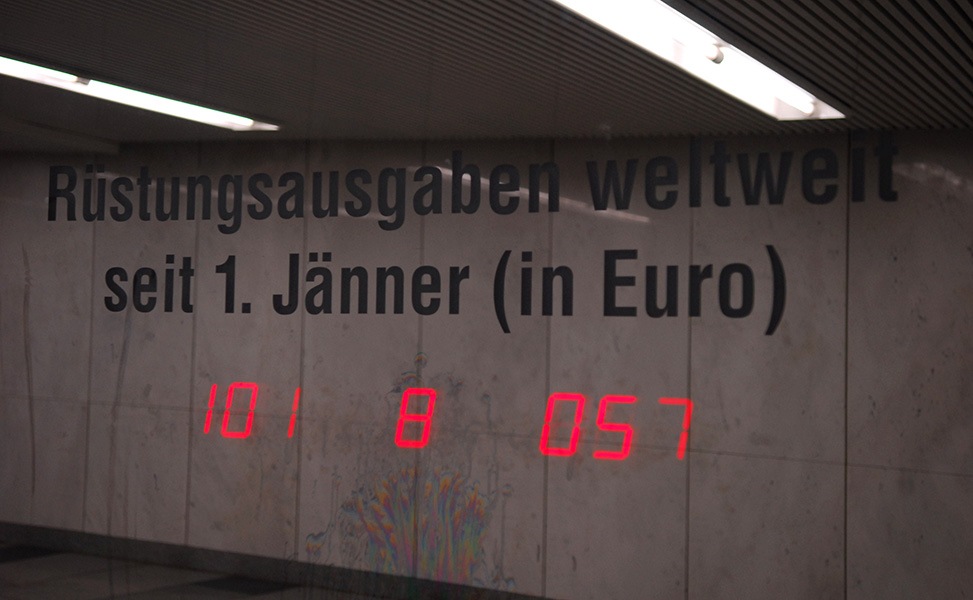 Rüstungsausgaben weltweit
seit 1. Jänner (in Euro)
101 8 057